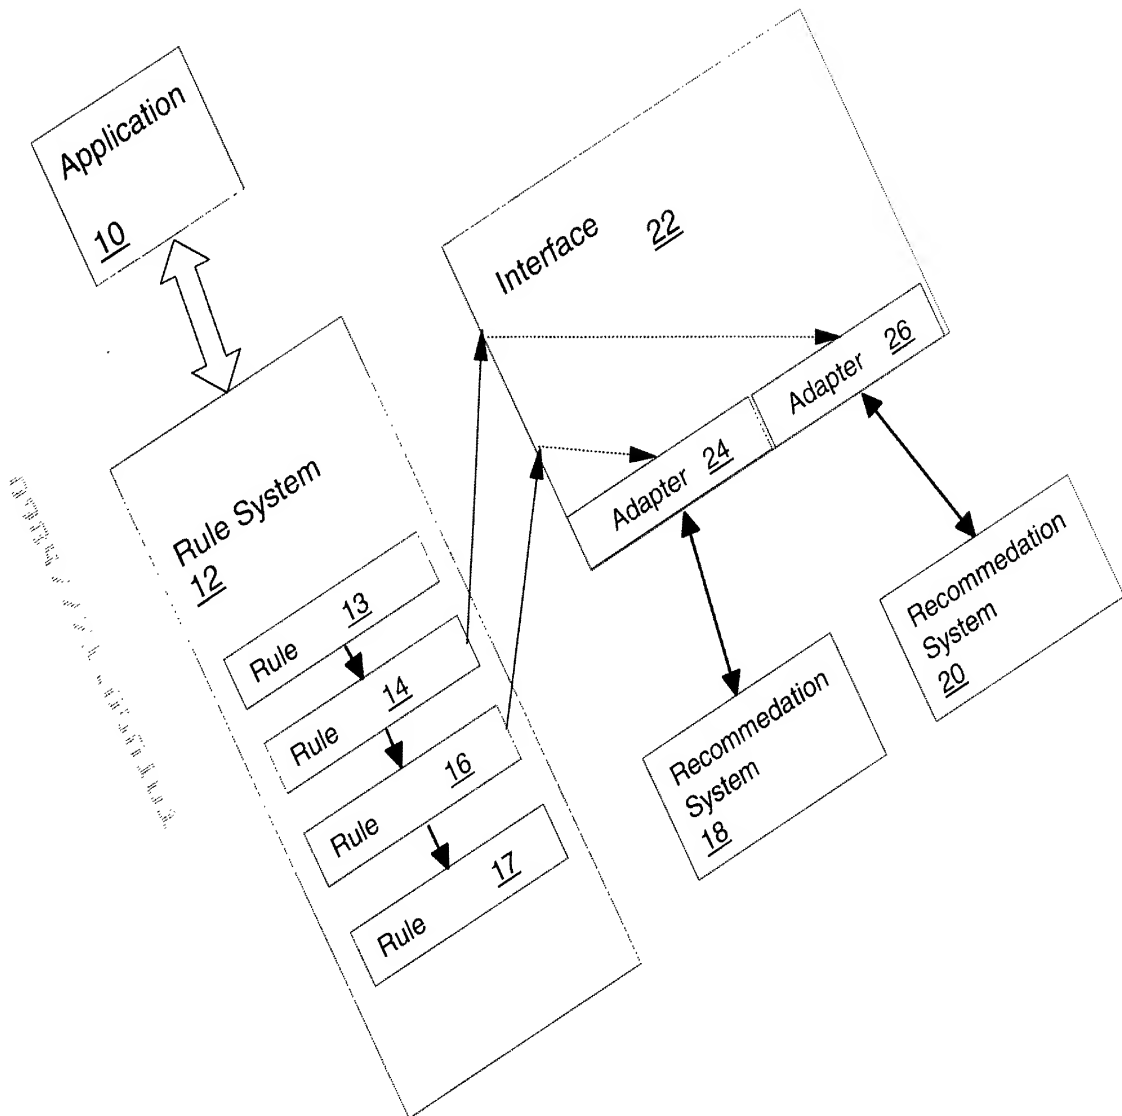 Application
10
Rule System
12
Rule 13
Rule 14
Rule 16
Rule 17
Interface 22
Adapter 24
Adapter 26
Recommedation
System
18
Recommedation
System
20